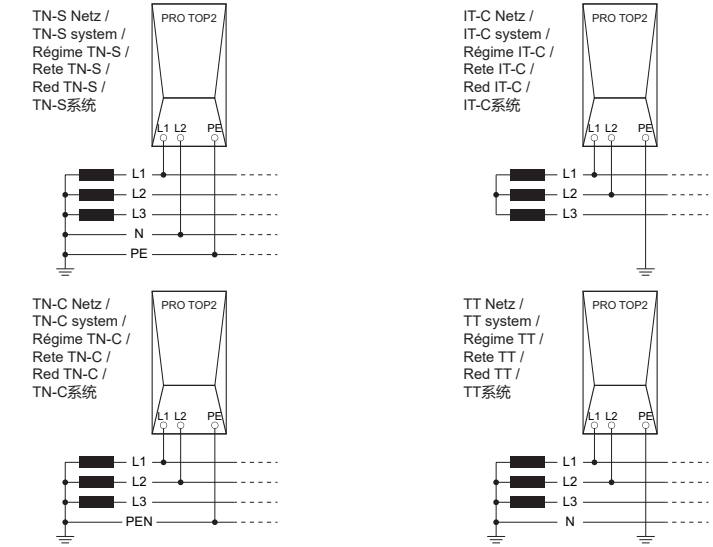 TN-S Netz /
TN-S system /
Régime TN-S /
Rete TN-S /
Red TN-S /
TN-S系统
PRO TOP2
L1 L2 PE
L1
L2
L3
N
PE
IT-C Netz /
IT-C system /
Régime IT-C /
Rete IT-C /
Red IT-C /
IT-C系统
PRO TOP2
L1 L2 PE
L1
L2
L3
TN-C Netz /
TN-C system /
Régime TN-C /
Rete TN-C /
Red TN-C /
TN-C系统
PRO TOP2
L1 L2 PE
L1
L2
L3
PEN
TT Netz /
TT system /
Régime TT /
Rete TT /
Red TT /
TT系统
PRO TOP2
L1 L2 PE
L1
L2
L3
N